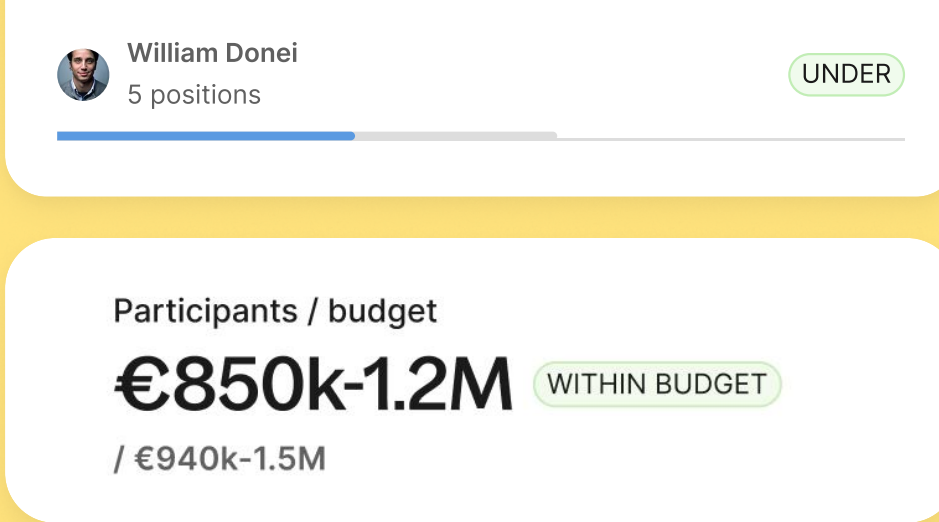 William Donei
UNDER
5 positions
Participants / budget
€850k-1.2M
WITHIN BUDGET
/ €940k-1.5M